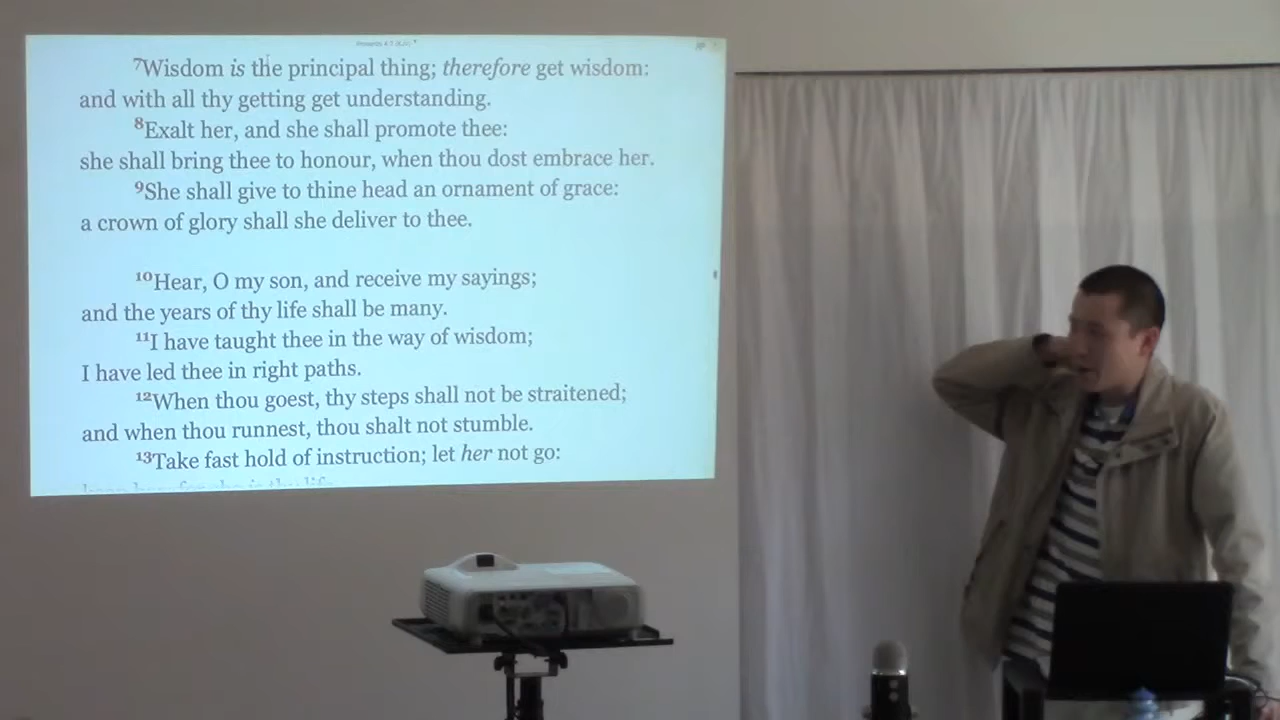 ⁷Wisdom is the principal thing; therefore get wisdom:
and with all thy getting get understanding.
⁸Exalt her, and she shall promote thee:
she shall bring thee to honour, when thou dost embrace her.
⁹She shall give to thine head an ornament of grace:
a crown of glory shall she deliver to thee.
¹⁰Hear, O my son, and receive my sayings;
and the years of thy life shall be many.
¹¹I have taught thee in the way of wisdom;
I have led thee in right paths.
¹²When thou goest, thy steps shall not be straitened;
and when thou runnest, thou shalt not stumble.
¹³Take fast hold of instruction; let her not go: